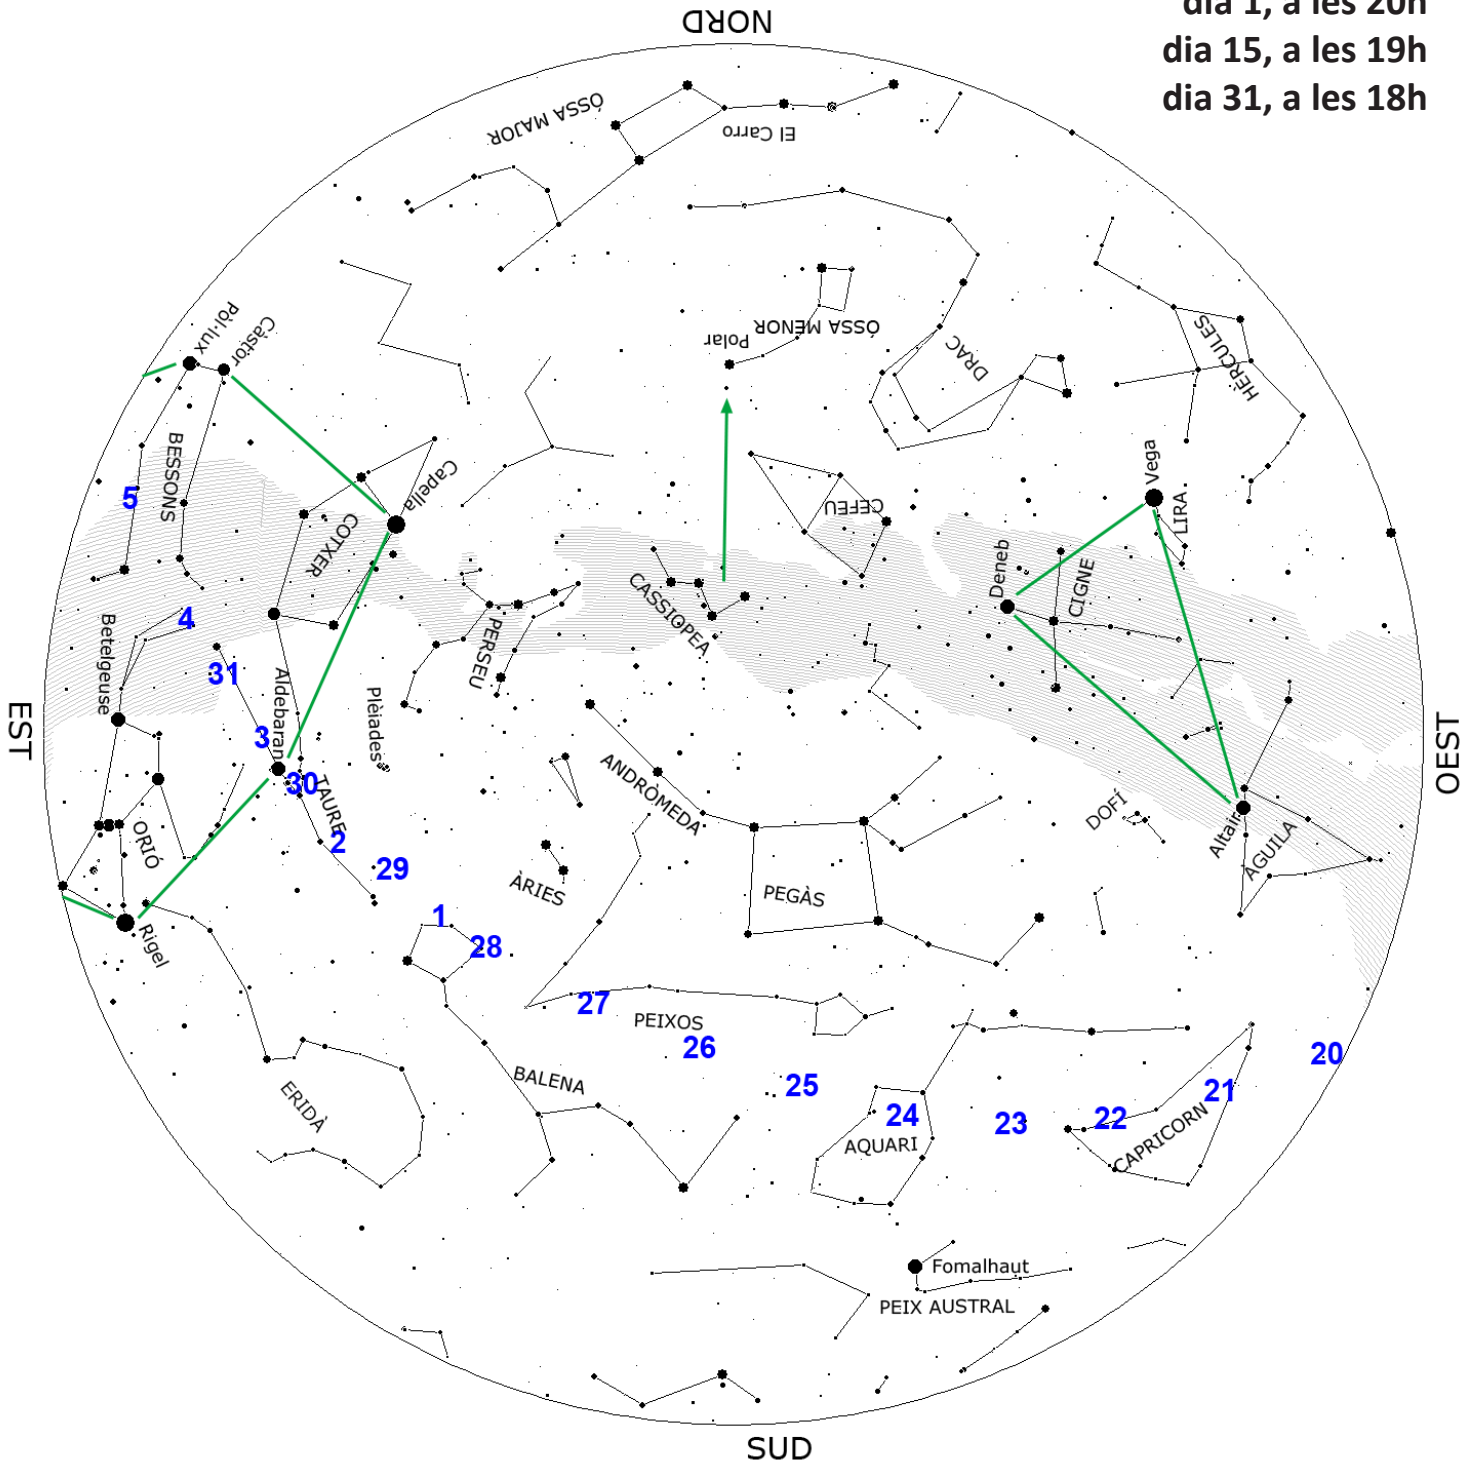 NORD
dia 1, a les 20h
dia 15, a les 19h
dia 31, a les 18h
ÓSSA MAJOR
El Carro
ÓSSA MENOR
Polar
DRAC
HÈRCULES
Pòl·lux
Càstor
BESSONS
Capella
COTXER
CEFEU
Vega
LIRA
Deneb
CIGNE
CASSIOPEA
PERSEU
5
4
31
Betelgeuse
Aldebaran
Plèiades
3
30
TAURE
2
29
EST
OEST
ANDRÒMEDA
DOFÍ
Altair
ÀGUILA
ORIÓ
Rigel
ÀRIES
PEGÀS
1
28
27
PEIXOS
26
25
24
23
22
21
20
BALENA
ERIDÀ
AQUARI
CAPRICORN
Fomalhaut
PEIX AUSTRAL
SUD